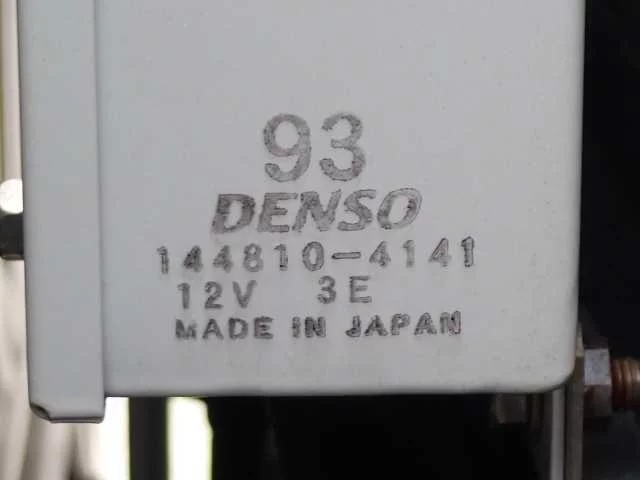 93
DENSO
144810-4141
12V 3E
MADE IN JAPAN